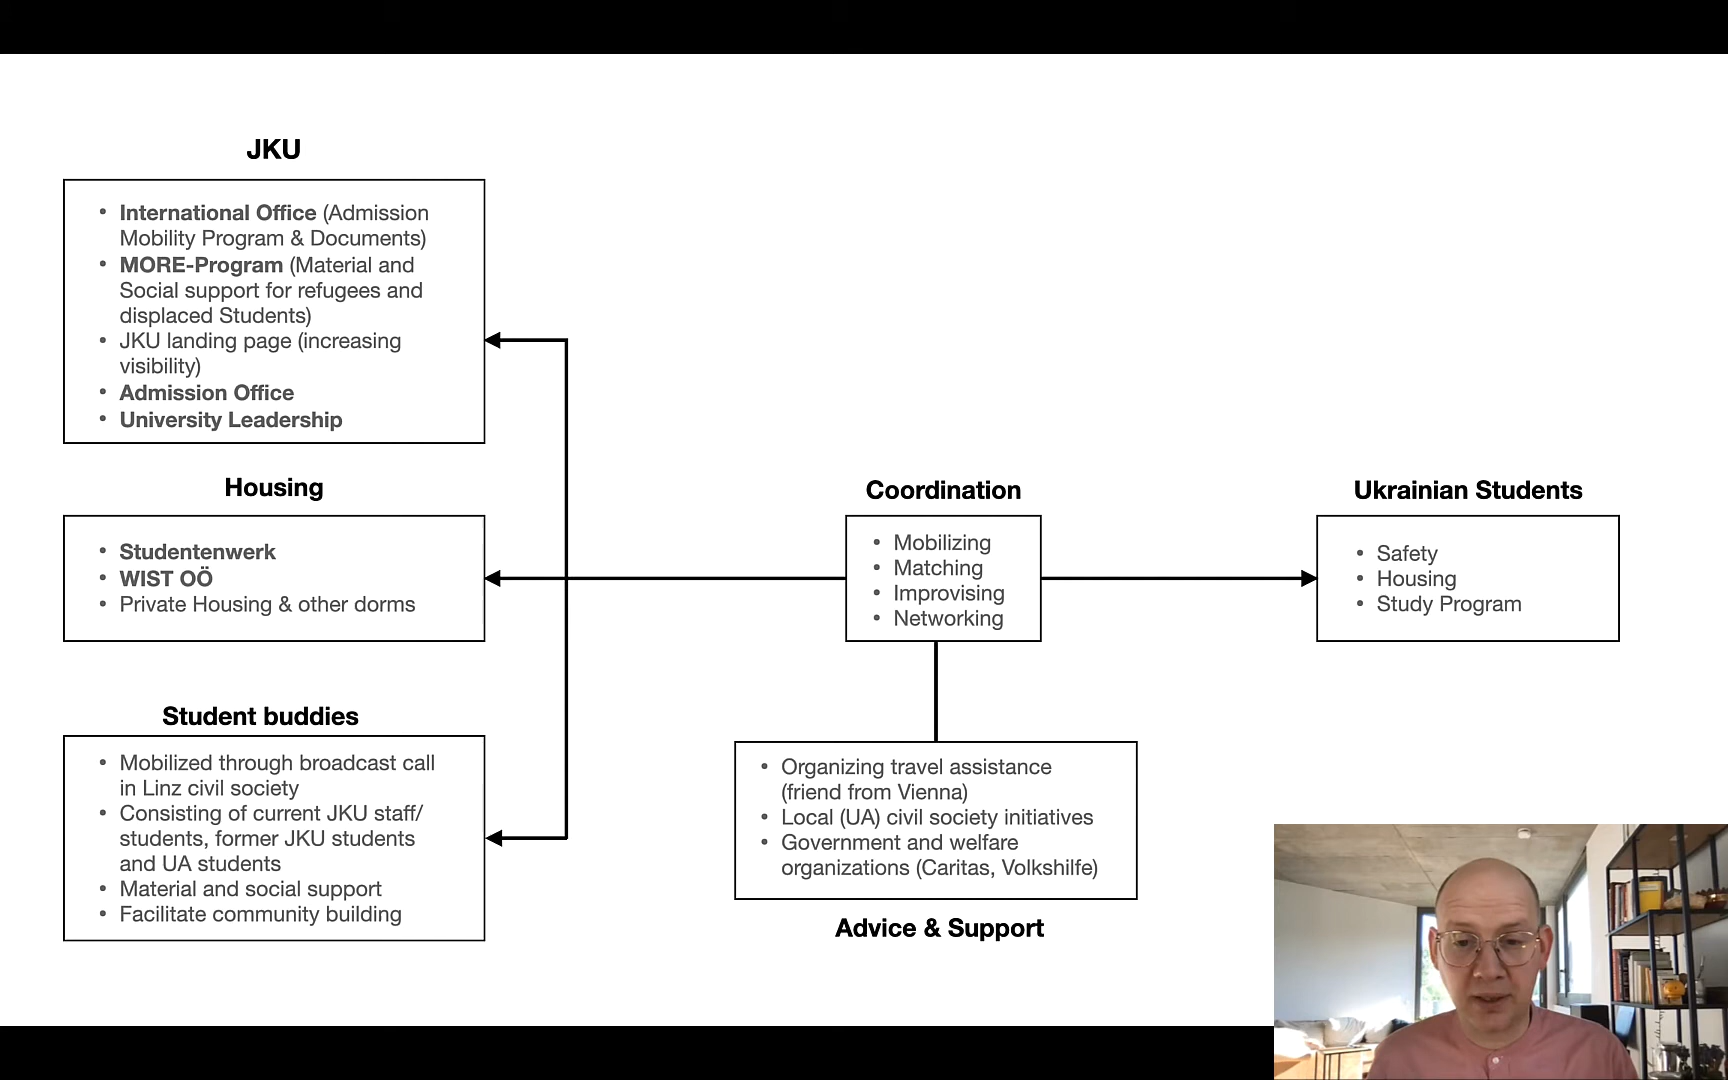 JKU
• International Office (Admission
Mobility Program & Documents)
• MORE-Program (Material and
Social support for refugees and
displaced Students)
• JKU landing page (increasing
visibility)
• Admission Office
• University Leadership
Housing
• Studentenwerk
• WIST OÖ
• Private Housing & other dorms
Student buddies
• Mobilized through broadcast call
in Linz civil society
• Consisting of current JKU staff/
students, former JKU students
and UA students
• Material and social support
• Facilitate community building
Coordination
• Mobilizing
• Matching
• Improvising
• Networking
• Organizing travel assistance
(friend from Vienna)
• Local (UA) civil society initiatives
• Government and welfare
organizations (Caritas, Volkshilfe)
Advice & Support
Ukrainian Students
• Safety
• Housing
• Study Program